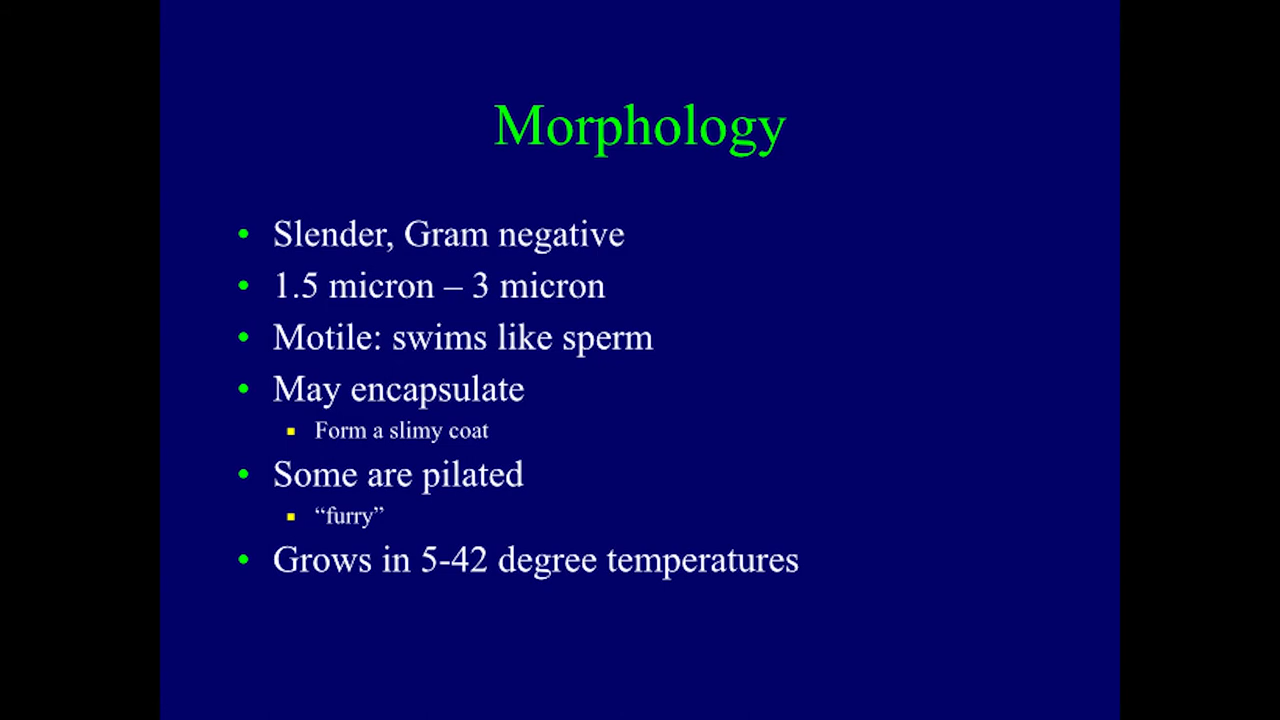 Morphology
• Slender, Gram negative
• 1.5 micron – 3 micron
• Motile: swims like sperm
• May encapsulate
▪ Form a slimy coat
• Some are pilated
▪ “furry”
• Grows in 5-42 degree temperatures